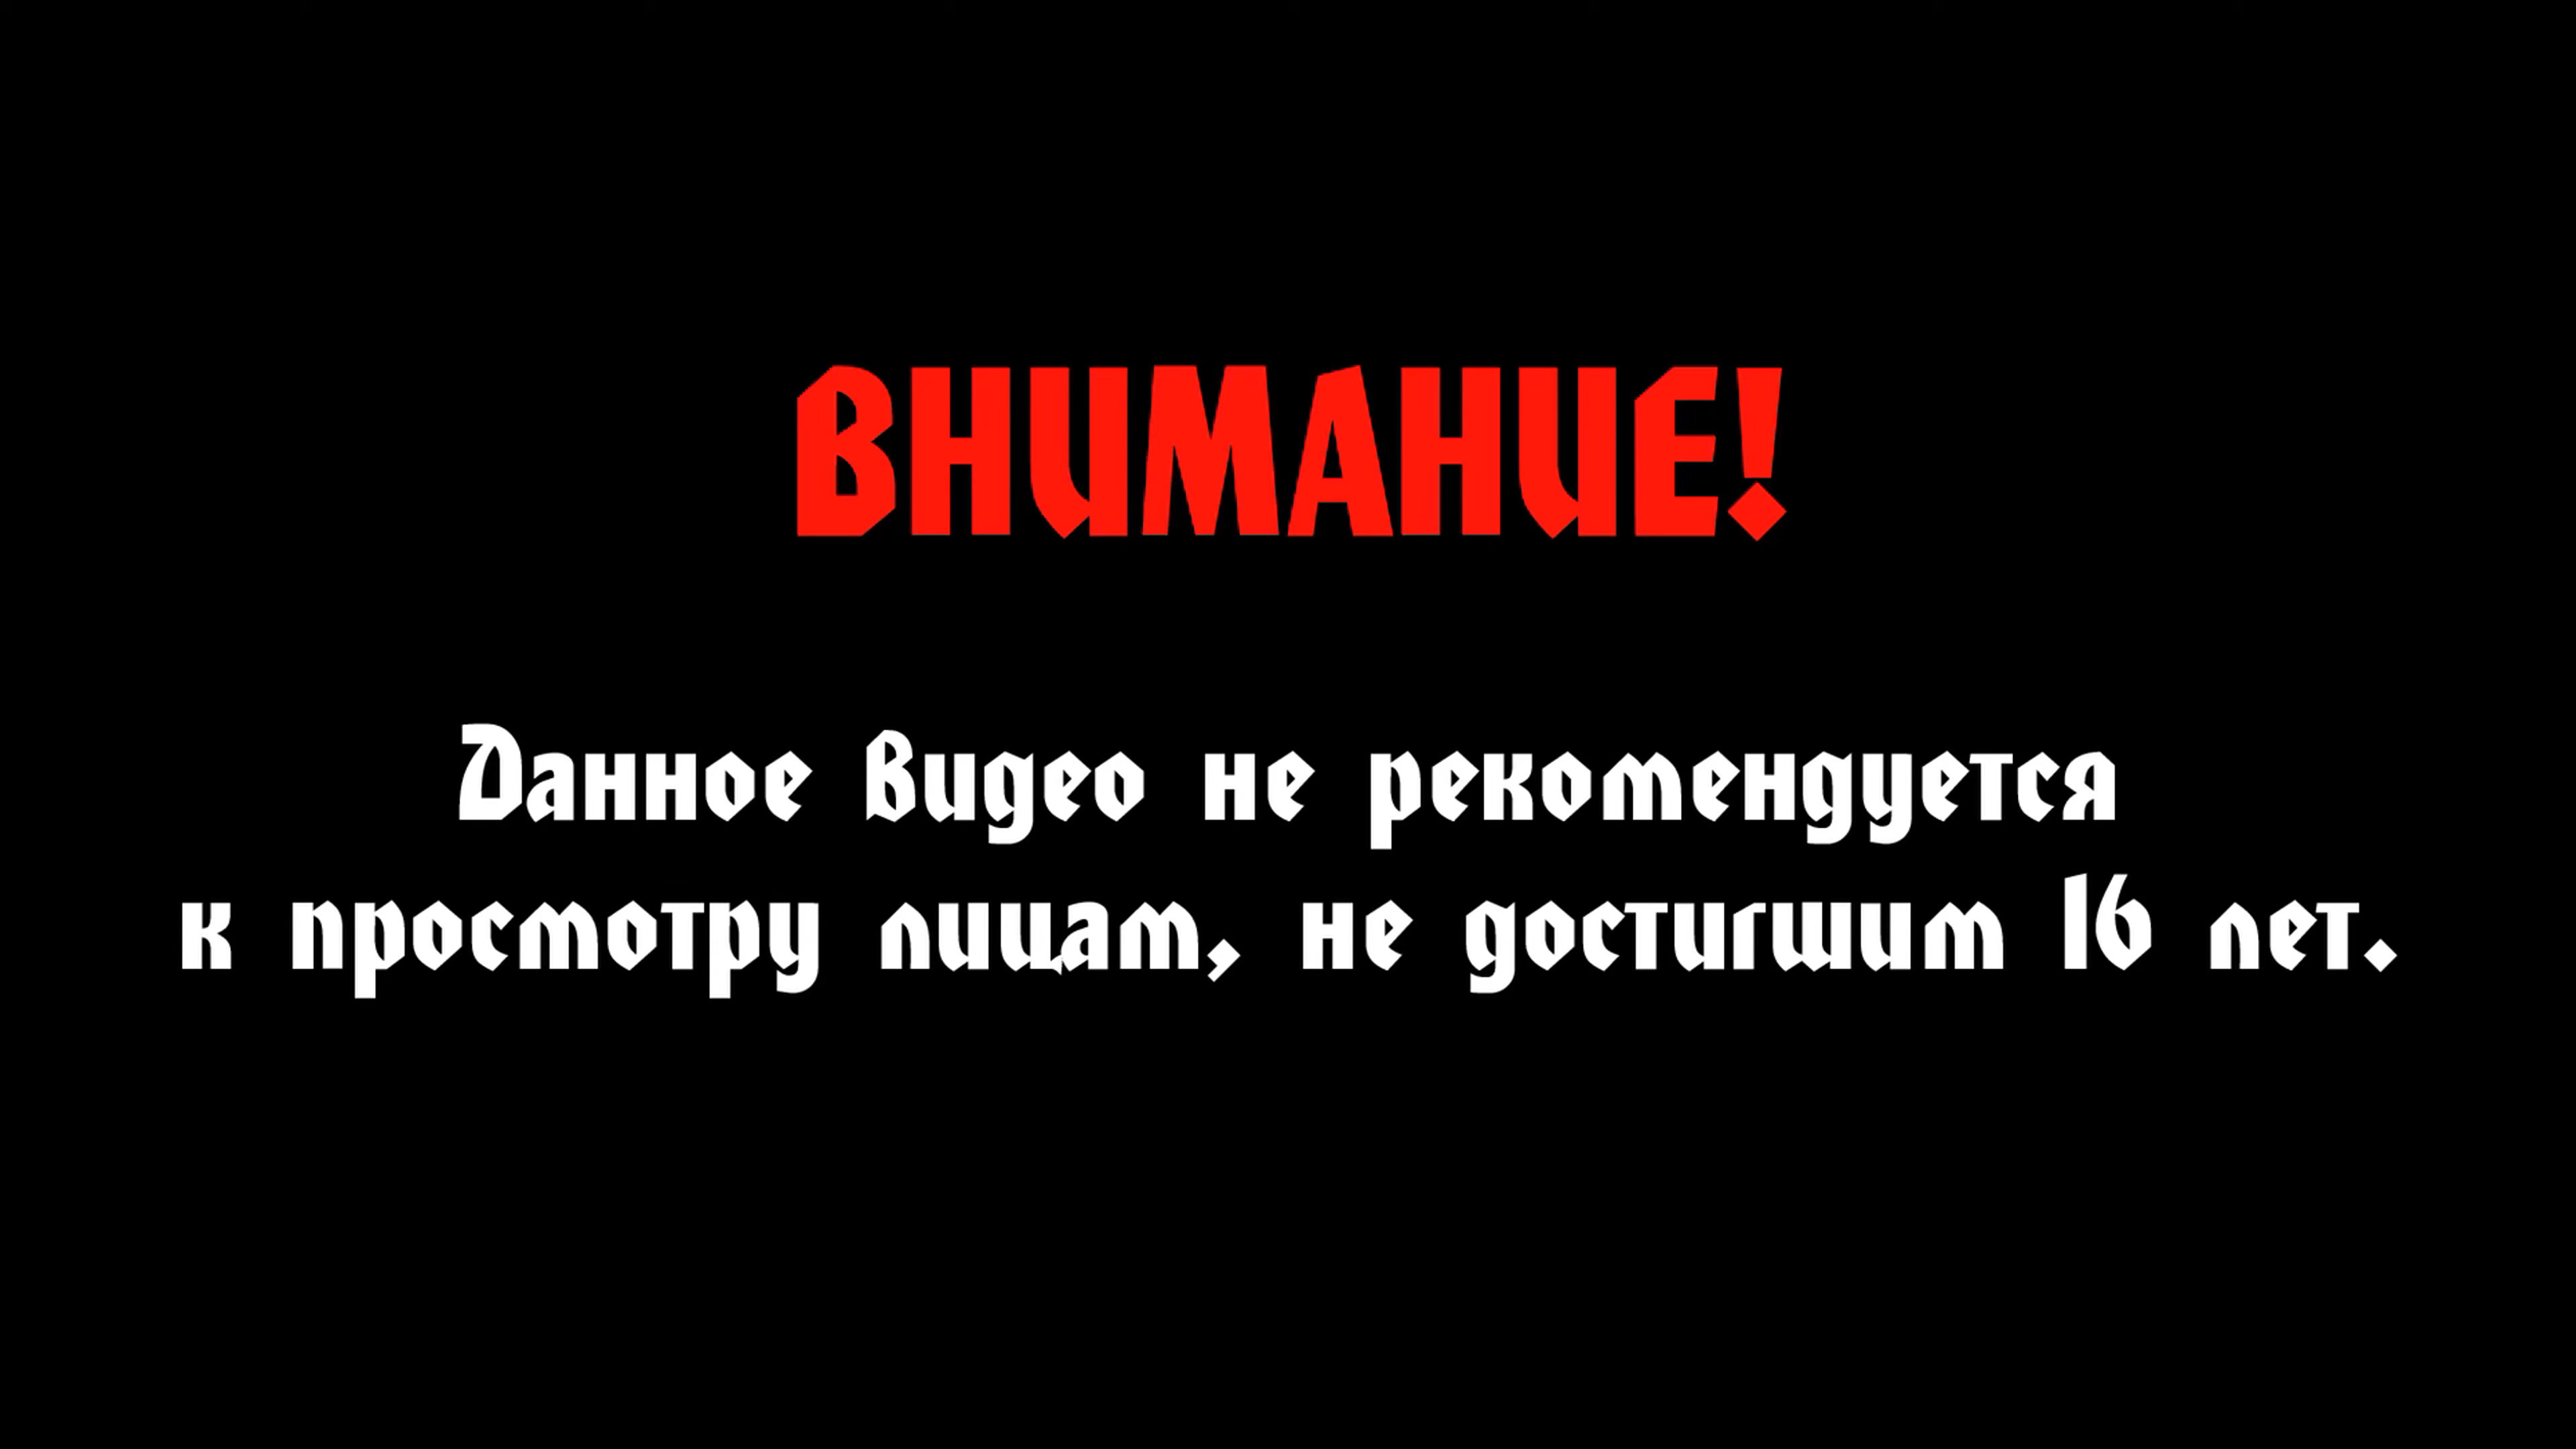 ВНИМАНИЕ!
Данное видео не рекомендуется
к просмотру лицам, не достигшим 16 лет.